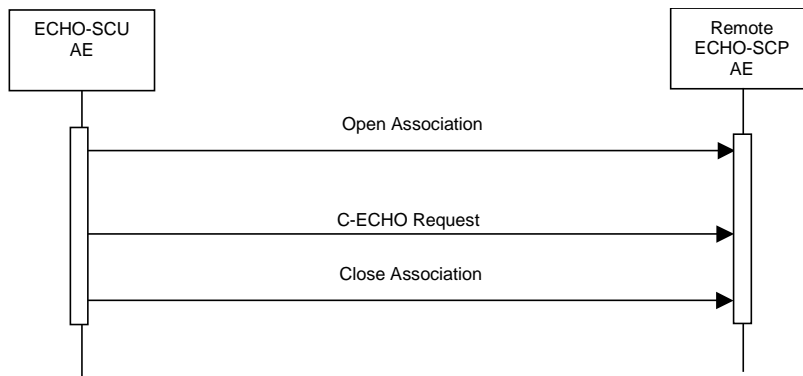 ECHO-SCU
AE
Remote
ECHO-SCP
AE
Open Association
C-ECHO Request
Close Association